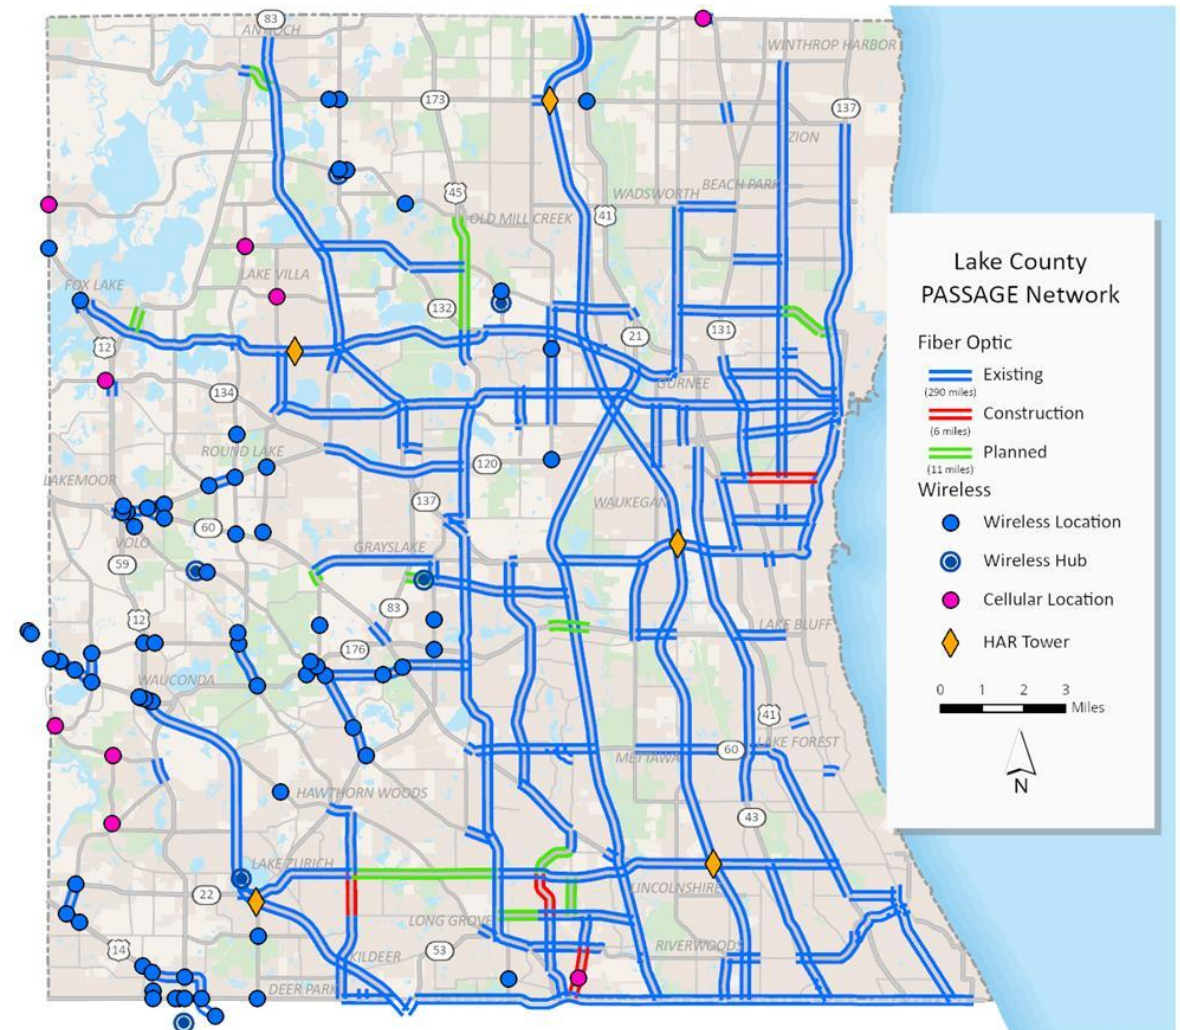 83
ANTIOCH
WINTHROP HARBOR
173
137
ZION
45
WADSWORTH
BEACH PARK
OLD MILL CREEK
41
LAKE VILLA
FOX LAKE
132
21
131
12
134
GURNEE
ROUND LAKE
120
LAKEMOOR
137
WAUKEGAN
60
VOLO
GRAYSLAKE
59
83
12
LAKE BLUFF
176
WAUCONDA
41
60
LAKE FOREST
METTAWA
HAWTHORN WOODS
43
LAKE ZURICH
22
LINCOLNSHIRE
LONG GROVE
14
53
RIVERWOODS
KILDEER
DEER PARK
Lake County
PASSAGE Network
Fiber Optic
Existing
(290 miles)
Construction
(6 miles)
Planned
(11 miles)
Wireless
Wireless Location
Wireless Hub
Cellular Location
HAR Tower
0 1 2 3
Miles
N